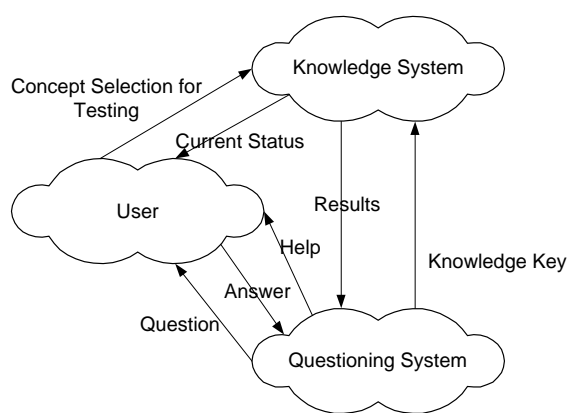 Knowledge System
Concept Selection for
Testing
Current Status
User
Results
Help
Knowledge Key
Answer
Question
Questioning System